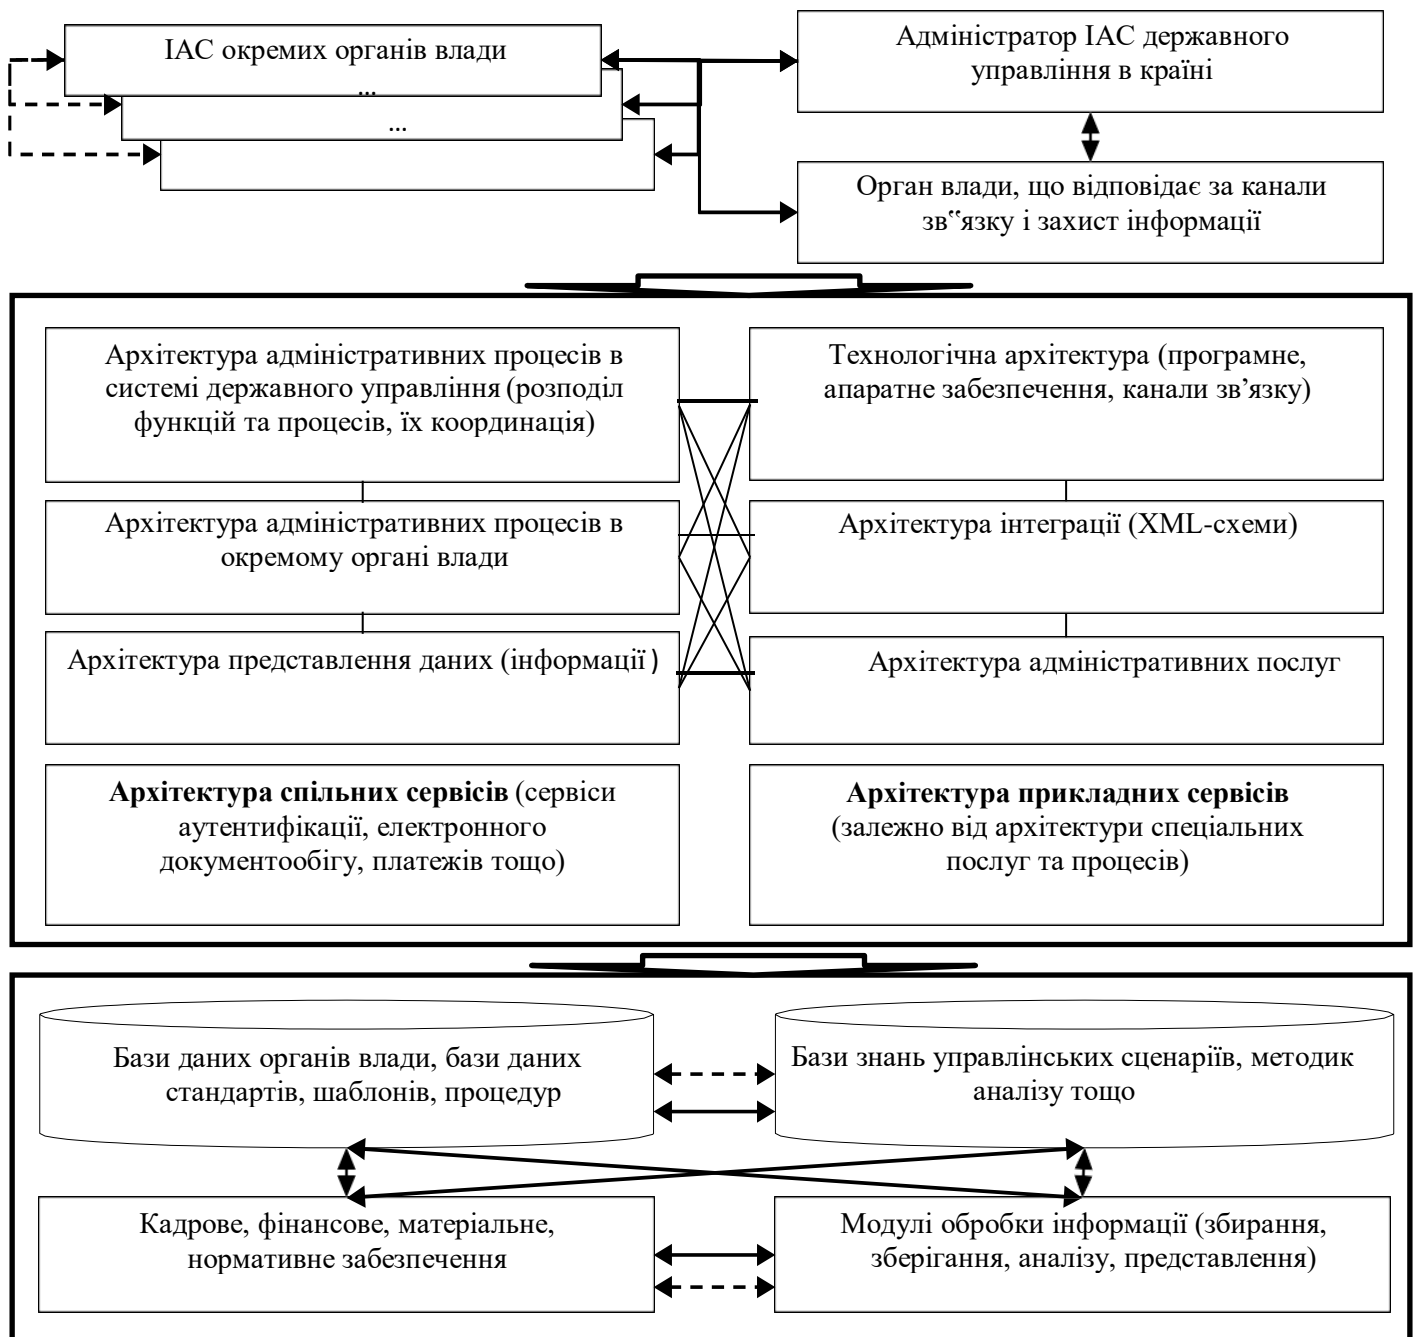 ІАС окремих органів влади
...
...
Адміністратор ІАС державного
управління в країні
Орган влади, що відповідає за канали
зв‟язку і захист інформації
Архітектура адміністративних процесів в
системі державного управління (розподіл
функцій та процесів, їх координація)
Технологічна архітектура (програмне,
апаратне забезпечення, канали зв’язку)
Архітектура адміністративних процесів в
окремому органі влади
Архітектура інтеграції (XML-схеми)
Архітектура представлення даних (інформації)
Архітектура адміністративних послуг
Архітектура спільних сервісів (сервіси
аутентифікації, електронного
документообігу, платежів тощо)
Архітектура прикладних сервісів
(залежно від архітектури спеціальних
послуг та процесів)
Бази даних органів влади, бази даних
стандартів, шаблонів, процедур
Бази знань управлінських сценаріїв, методик
аналізу тощо
Кадрове, фінансове, матеріальне,
нормативне забезпечення
Модулі обробки інформації (збирання,
зберігання, аналізу, представлення)